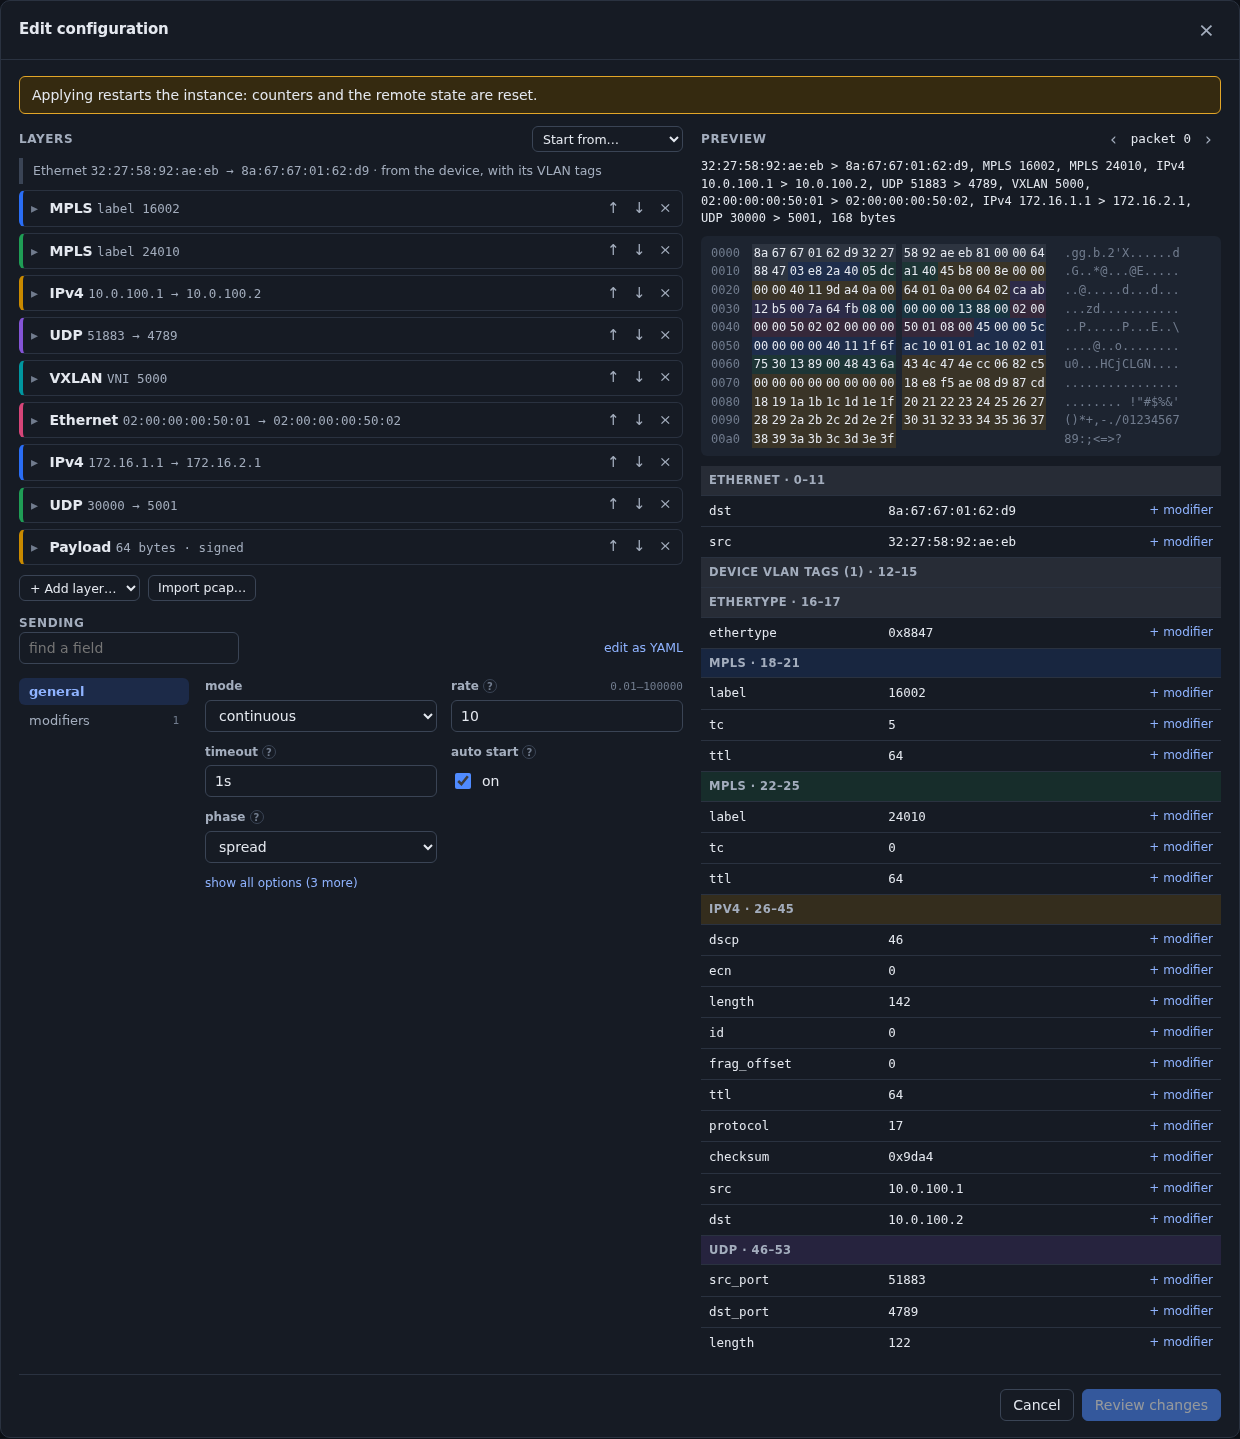 Edit configuration ×
Applying restarts the instance: counters and the remote state are reset.
LAYERS Start from...
Ethernet 32:27:58:92:ae:eb → 8a:67:67:01:62:d9 · from the device, with its VLAN tags
▸ MPLS label 16002 ↑ ↓ ×
▸ MPLS label 24010 ↑ ↓ ×
▸ IPv4 10.0.100.1 → 10.0.100.2 ↑ ↓ ×
▸ UDP 51883 → 4789 ↑ ↓ ×
▸ VXLAN VNI 5000 ↑ ↓ ×
▸ Ethernet 02:00:00:00:50:01 → 02:00:00:00:50:02 ↑ ↓ ×
▸ IPv4 172.16.1.1 → 172.16.2.1 ↑ ↓ ×
▸ UDP 30000 → 5001 ↑ ↓ ×
▸ Payload 64 bytes · signed ↑ ↓ ×
+ Add layer... Import pcap...
SENDING
find a field edit as YAML
general
modifiers 1
mode rate ? 0.01–100000
continuous 10
timeout ? auto start ?
1s on
phase ?
spread
show all options (3 more)
PREVIEW ‹ packet 0 ›
32:27:58:92:ae:eb > 8a:67:67:01:62:d9, MPLS 16002, MPLS 24010, IPv4
10.0.100.1 > 10.0.100.2, UDP 51883 > 4789, VXLAN 5000,
02:00:00:00:50:01 > 02:00:00:00:50:02, IPv4 172.16.1.1 > 172.16.2.1,
UDP 30000 > 5001, 168 bytes
0000 8a 67 67 01 62 d9 32 27 58 92 ae eb 81 00 00 64 .gg.b.2'X......d
0010 88 47 03 e8 2a 40 05 dc a1 40 45 b8 00 8e 00 00 .G..*@...@E.....
0020 00 00 40 11 9d a4 0a 00 64 01 0a 00 64 02 ca ab ..@.....d...d...
0030 12 b5 00 7a 64 fb 08 00 00 00 00 13 88 00 02 00 ...zd...........
0040 00 00 50 02 02 00 00 00 50 01 08 00 45 00 00 5c ..P.....P...E..\
0050 00 00 00 00 40 11 1f 6f ac 10 01 01 ac 10 02 01 ....@..o........
0060 75 30 13 89 00 48 43 6a 43 4c 47 4e cc 06 82 c5 u0...HCjCLGN....
0070 00 00 00 00 00 00 00 00 18 e8 f5 ae 08 d9 87 cd ................
0080 18 19 1a 1b 1c 1d 1e 1f 20 21 22 23 24 25 26 27 ........ !"#$%&'
0090 28 29 2a 2b 2c 2d 2e 2f 30 31 32 33 34 35 36 37 ()*+,-./01234567
00a0 38 39 3a 3b 3c 3d 3e 3f 89:;<=>?
ETHERNET · 0–11
dst 8a:67:67:01:62:d9 + modifier
src 32:27:58:92:ae:eb + modifier
DEVICE VLAN TAGS (1) · 12–15
ETHERTYPE · 16–17
ethertype 0x8847 + modifier
MPLS · 18–21
label 16002 + modifier
tc 5 + modifier
ttl 64 + modifier
MPLS · 22–25
label 24010 + modifier
tc 0 + modifier
ttl 64 + modifier
IPV4 · 26–45
dscp 46 + modifier
ecn 0 + modifier
length 142 + modifier
id 0 + modifier
frag_offset 0 + modifier
ttl 64 + modifier
protocol 17 + modifier
checksum 0x9da4 + modifier
src 10.0.100.1 + modifier
dst 10.0.100.2 + modifier
UDP · 46–53
src_port 51883 + modifier
dst_port 4789 + modifier
length 122 + modifier
Cancel Review changes